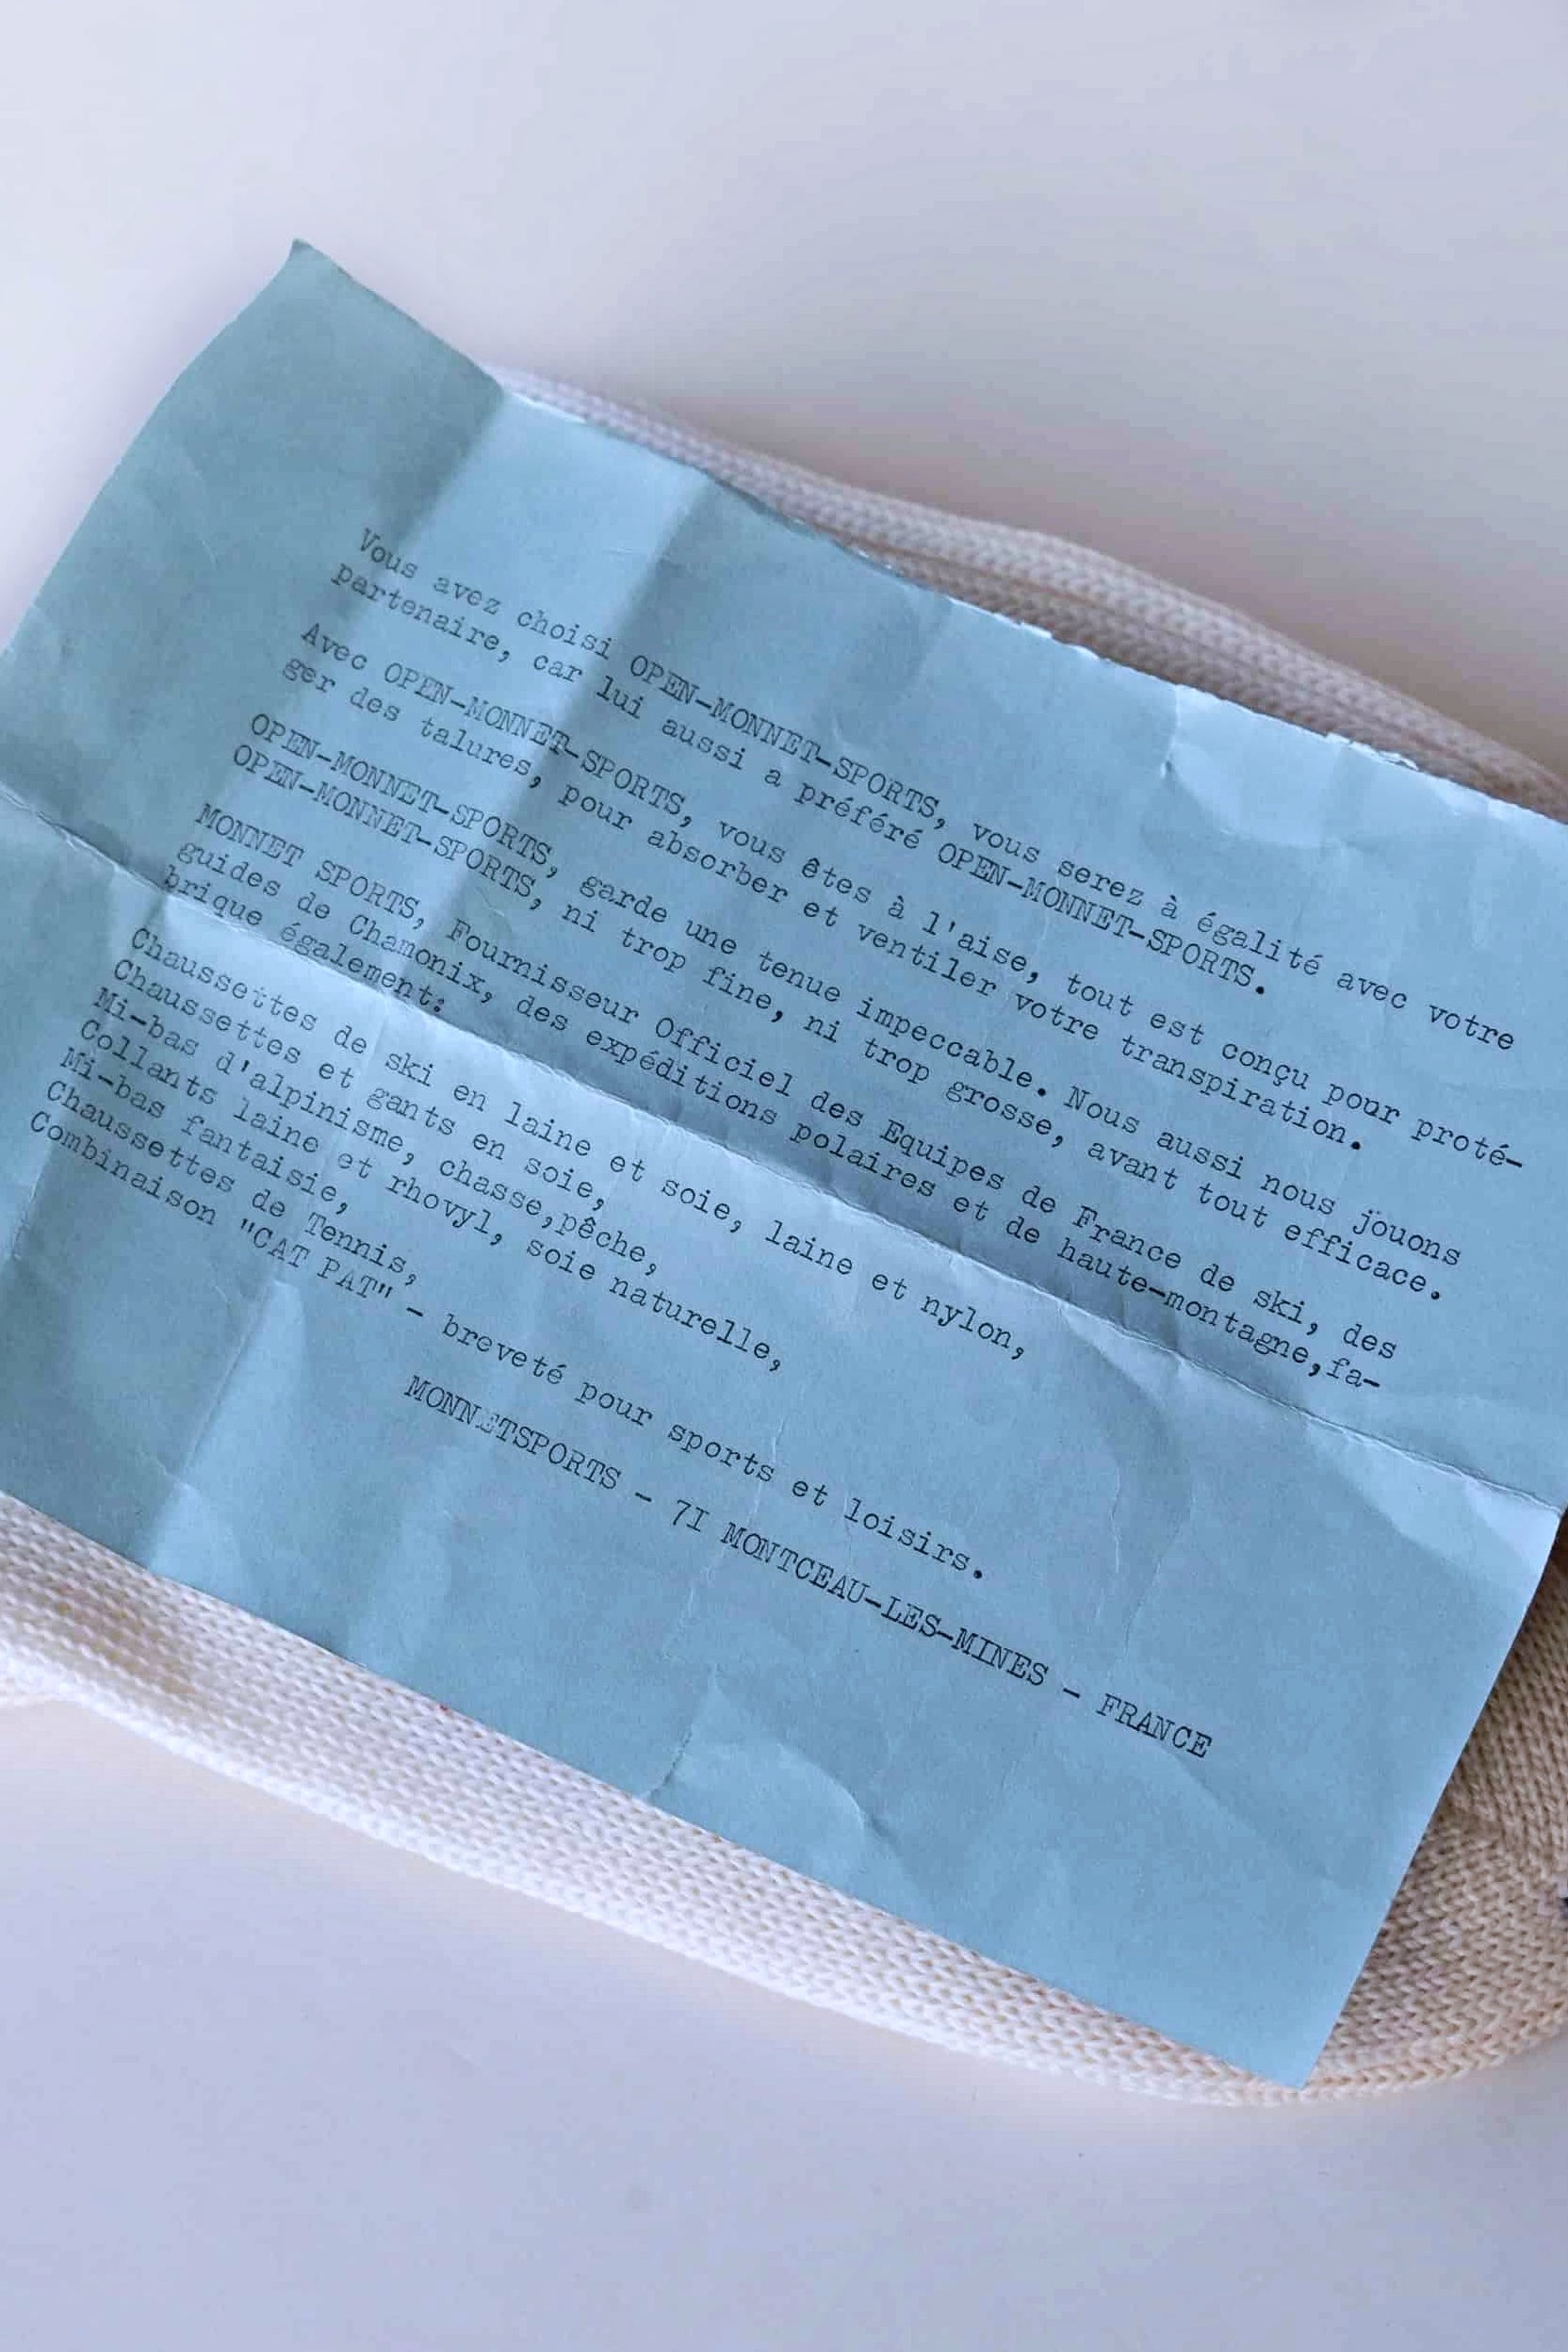 Vous avez choisi OPEN-MONNET-SPORTS, vous serez à égalité avec votre
partenaire, car lui aussi a préféré OPEN-MONNET-SPORTS.
Avec OPEN-MONNET-SPORTS, vous êtes à l'aise, tout est conçu pour proté-
ger des talures, pour absorber et ventiler votre transpiration.
OPEN-MONNET-SPORTS, garde une tenue impeccable. Nous aussi nous jouons
OPEN-MONNET-SPORTS, ni trop fine, ni trop grosse, avant tout efficace.
MONNET SPORTS, Fournisseur Officiel des Equipes de France de ski, des
guides de Chamonix, des expéditions polaires et de haute-montagne,fa-
brique également:
Chaussettes de ski en laine et soie, laine et nylon,
Chaussettes et gants en soie,
Mi-bas d'alpinisme, chasse,pêche,
Collants laine et rhovyl, soie naturelle,
Mi-bas fantaisie,
Chaussettes de Tennis,
Combinaison "CAT PAT" - breveté pour sports et loisirs.
MONNETSPORTS - 7I MONTCEAU-LES-MINES - FRANCE